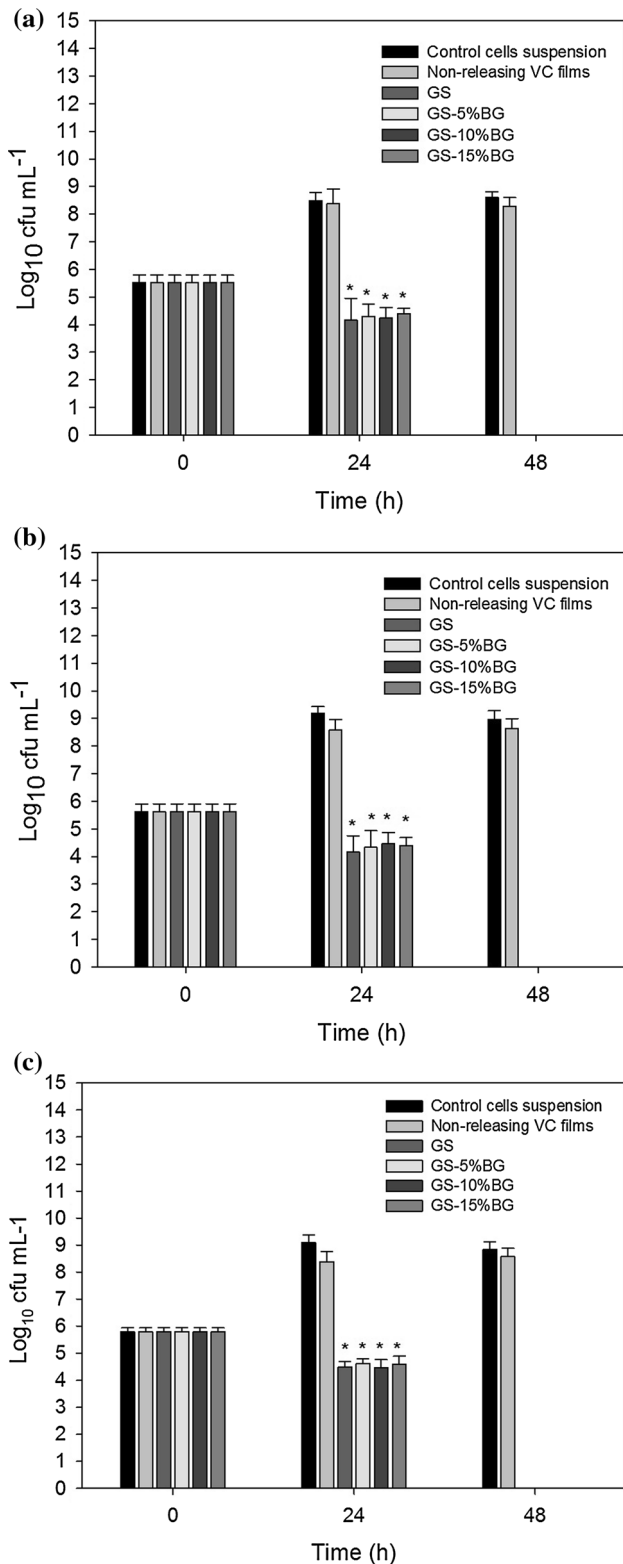 (a)
15
14
13
12
11
10
9
8
7
6
5
4
3
2
1
0
Log10 cfu mL-1
Control cells suspension
Non-releasing VC films
GS
GS-5%BG
GS-10%BG
GS-15%BG
* * * *
0 24 48
Time (h)
(b)
15
14
13
12
11
10
9
8
7
6
5
4
3
2
1
0
Log10 cfu mL-1
Control cells suspension
Non-releasing VC films
GS
GS-5%BG
GS-10%BG
GS-15%BG
* * * *
0 24 48
Time (h)
(c)
15
14
13
12
11
10
9
8
7
6
5
4
3
2
1
0
Log10 cfu mL-1
Control cells suspension
Non-releasing VC films
GS
GS-5%BG
GS-10%BG
GS-15%BG
* * * *
0 24 48
Time (h)